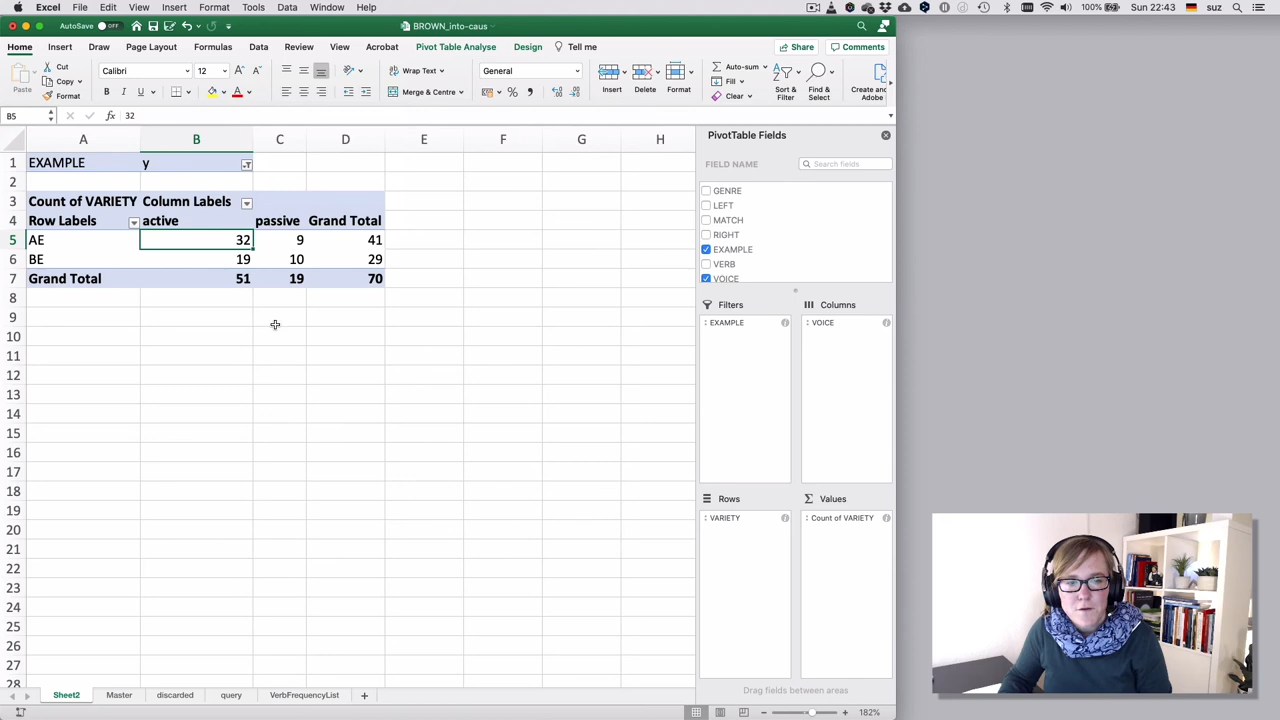 Excel File Edit View Insert Format Tools Data Window Help 100% Sun 22:43 suz
AutoSave OFF BROWN_into-caus
Home Insert Draw Page Layout Formulas Data Review View Acrobat Pivot Table Analyse Design Tell me Share Comments
Paste Cut Copy Format
Calibri 12
B I U
Wrap Text
Merge & Centre
General
Insert Delete Format
Auto-sum
Fill
Clear
Sort & Filter
Find & Select
Create and
Adobe
B5 fx 32
A B C D E F G H
1 EXAMPLE y
2
3 Count of VARIETY Column Labels
4 Row Labels active passive Grand Total
5 AE 32 9 41
6 BE 19 10 29
7 Grand Total 51 19 70
8
9
10
11
12
13
14
15
16
17
18
19
20
21
22
23
24
25
26
27
28
PivotTable Fields
FIELD NAME Search fields
GENRE
LEFT
MATCH
RIGHT
EXAMPLE
VERB
VOICE
Filters Columns
EXAMPLE VOICE
Rows Values
VARIETY Count of VARIETY
Drag fields between areas
Sheet2 Master discarded query VerbFrequencyList +
182%